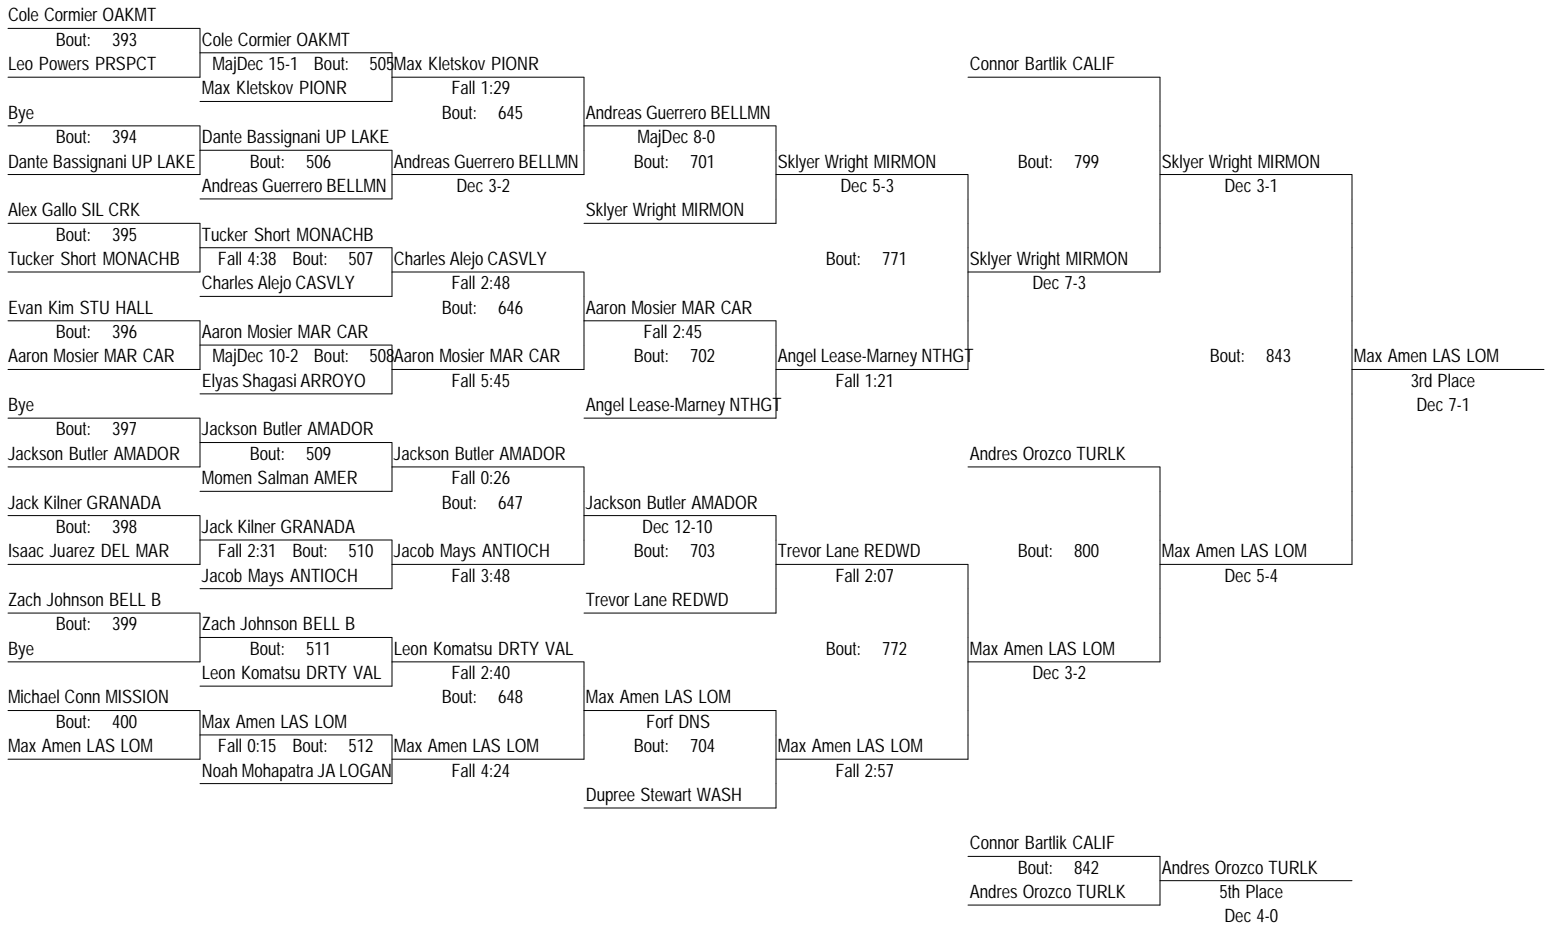 Cole Cormier OAKMT
Bout: 393
Leo Powers PRSPCT
Bye
Bout: 394
Dante Bassignani UP LAKE
Alex Gallo SIL CRK
Bout: 395
Tucker Short MONACHB
Evan Kim STU HALL
Bout: 396
Aaron Mosier MAR CAR
Bye
Bout: 397
Jackson Butler AMADOR
Jack Kilner GRANADA
Bout: 398
Isaac Juarez DEL MAR
Zach Johnson BELL B
Bout: 399
Bye
Michael Conn MISSION
Bout: 400
Max Amen LAS LOM
Cole Cormier OAKMT
MajDec 15-1 Bout: 505
Max Kletskov PIONR
Dante Bassignani UP LAKE
Bout: 506
Andreas Guerrero BELLMN
Tucker Short MONACHB
Fall 4:38 Bout: 507
Charles Alejo CASVLY
Aaron Mosier MAR CAR
MajDec 10-2 Bout: 508
Elyas Shagasi ARROYO
Jackson Butler AMADOR
Bout: 509
Momen Salman AMER
Jack Kilner GRANADA
Fall 2:31 Bout: 510
Jacob Mays ANTIOCH
Zach Johnson BELL B
Bout: 511
Leon Komatsu DRTY VAL
Max Amen LAS LOM
Fall 0:15 Bout: 512
Noah Mohapatra JA LOGAN
Max Kletskov PIONR
Fall 1:29
Bout: 645
Andreas Guerrero BELLMN
Dec 3-2
Charles Alejo CASVLY
Fall 2:48
Bout: 646
Aaron Mosier MAR CAR
Fall 5:45
Jackson Butler AMADOR
Fall 0:26
Bout: 647
Jacob Mays ANTIOCH
Fall 3:48
Leon Komatsu DRTY VAL
Fall 2:40
Bout: 648
Max Amen LAS LOM
Fall 4:24
Andreas Guerrero BELLMN
MajDec 8-0
Bout: 701
Sklyer Wright MIRMON
Aaron Mosier MAR CAR
Fall 2:45
Bout: 702
Angel Lease-Marney NTHGT
Jackson Butler AMADOR
Dec 12-10
Bout: 703
Trevor Lane REDWD
Max Amen LAS LOM
Forf DNS
Bout: 704
Dupree Stewart WASH
Sklyer Wright MIRMON
Dec 5-3
Bout: 771
Angel Lease-Marney NTHGT
Fall 1:21
Trevor Lane REDWD
Fall 2:07
Bout: 772
Max Amen LAS LOM
Fall 2:57
Connor Bartlik CALIF
Bout: 799
Sklyer Wright MIRMON
Dec 7-3
Andres Orozco TURLK
Bout: 800
Max Amen LAS LOM
Dec 3-2
Sklyer Wright MIRMON
Dec 3-1
Bout: 843
Max Amen LAS LOM
Dec 5-4
Max Amen LAS LOM
3rd Place
Dec 7-1
Connor Bartlik CALIF
Bout: 842
Andres Orozco TURLK
Andres Orozco TURLK
5th Place
Dec 4-0